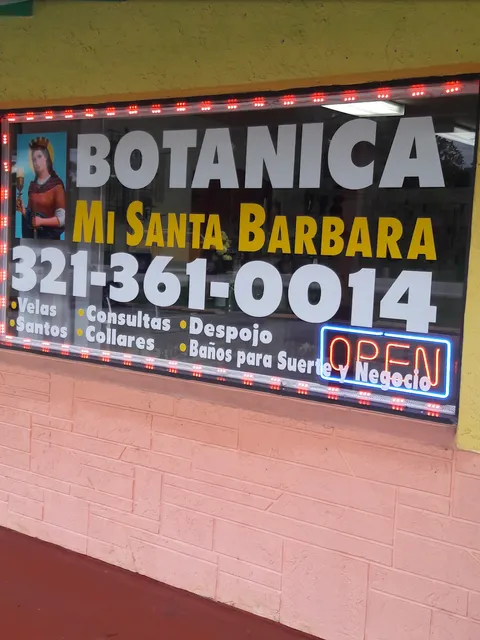 BOTANICA
MI SANTA BARBARA
321-361-0014
•Velas •Consultas •Despojo
•Santos •Collares •Baños para Suerte y Negocio
OPEN